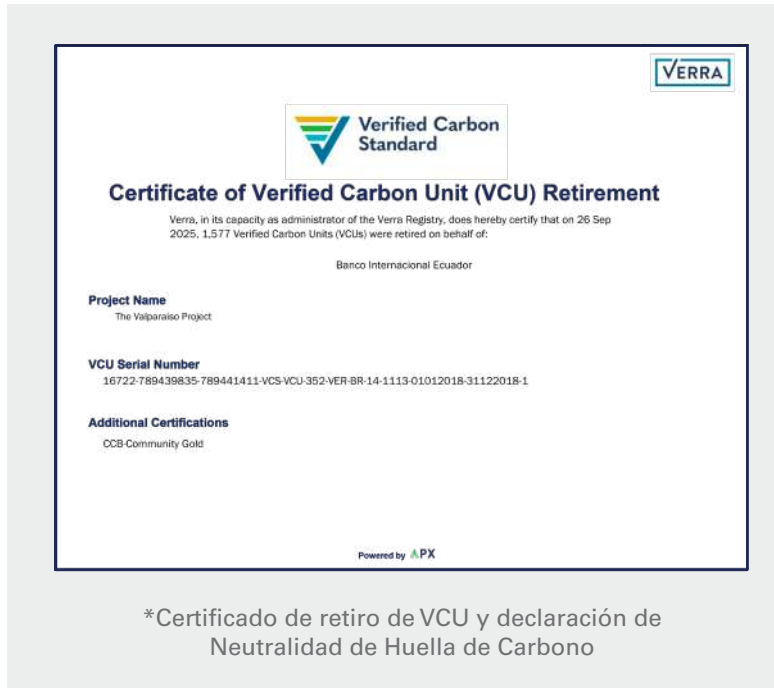 VERRA
Verified Carbon
Standard
Certificate of Verified Carbon Unit (VCU) Retirement
Verra, in its capacity as administrator of the Verra Registry, does hereby certify that on 26 Sep
2025, 1,577 Verified Carbon Units (VCUs) were retired on behalf of:
Banco Internacional Ecuador
Project Name
The Valparaiso Project
VCU Serial Number
16722-789439835-789441411-VCS-VCU-352-VER-BR-14-1113-01012018-31122018-1
Additional Certifications
CCB-Community Gold
Powered by APX
*Certificado de retiro de VCU y declaración de
Neutralidad de Huella de Carbono